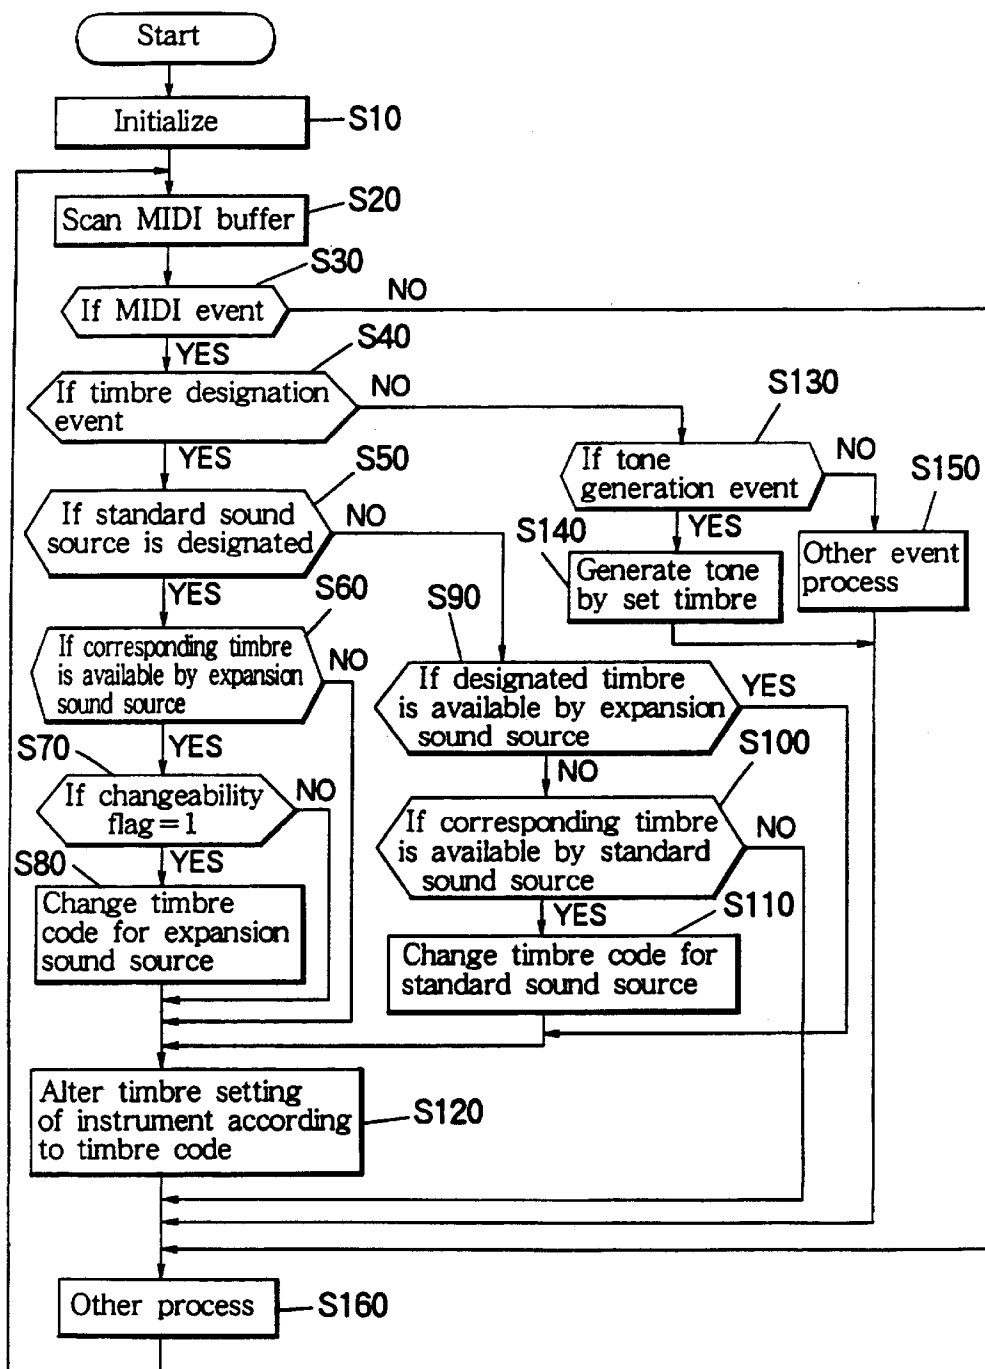 Start
Initialize
S10
Scan MIDI buffer
S20
S30
If MIDI event
NO
YES
S40
If timbre designation
event
NO
YES
S50
If standard sound
source is designated
NO
YES
S60
If corresponding timbre
is available by expansion
sound source
NO
YES
S70
If changeability
flag=1
NO
YES
S80
Change timbre
code for expansion
sound source
S130
If tone
generation event
NO
YES
S140
Generate tone
by set timbre
S150
Other event
process
S90
If designated timbre
is available by expansion
sound source
YES
NO
S100
If corresponding timbre
is available by standard
sound source
NO
YES
S110
Change timbre code for
standard sound source
Alter timbre setting
of instrument according
to timbre code
S120
Other process
S160